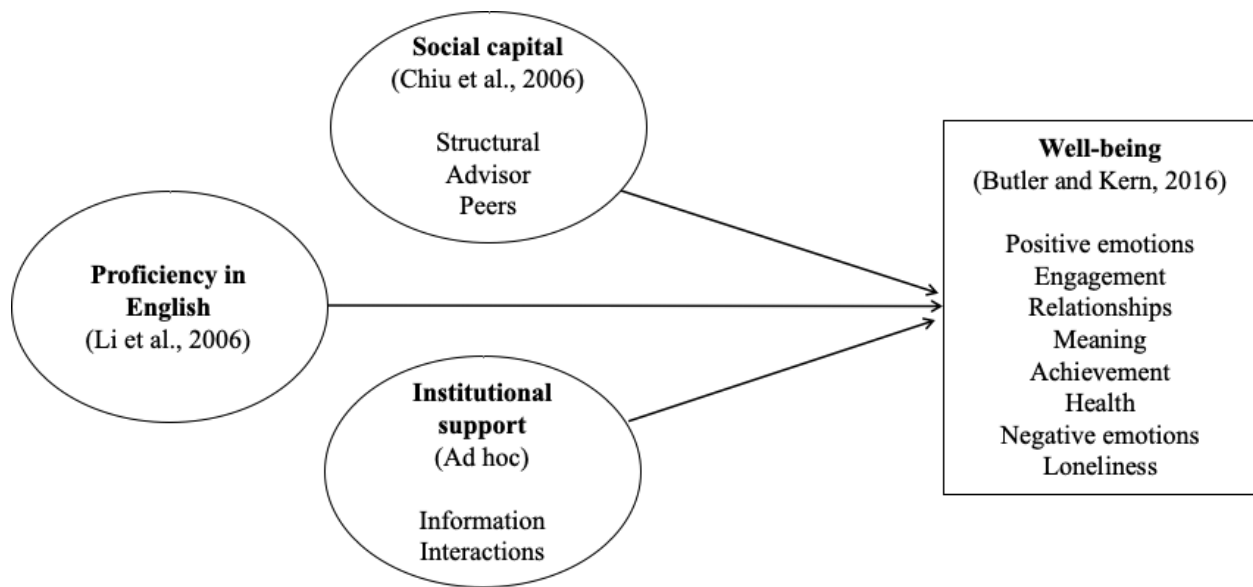 Social capital
(Chiu et al., 2006)
Structural
Advisor
Peers
Proficiency in
English
(Li et al., 2006)
Institutional
support
(Ad hoc)
Information
Interactions
Well-being
(Butler and Kern, 2016)
Positive emotions
Engagement
Relationships
Meaning
Achievement
Health
Negative emotions
Loneliness